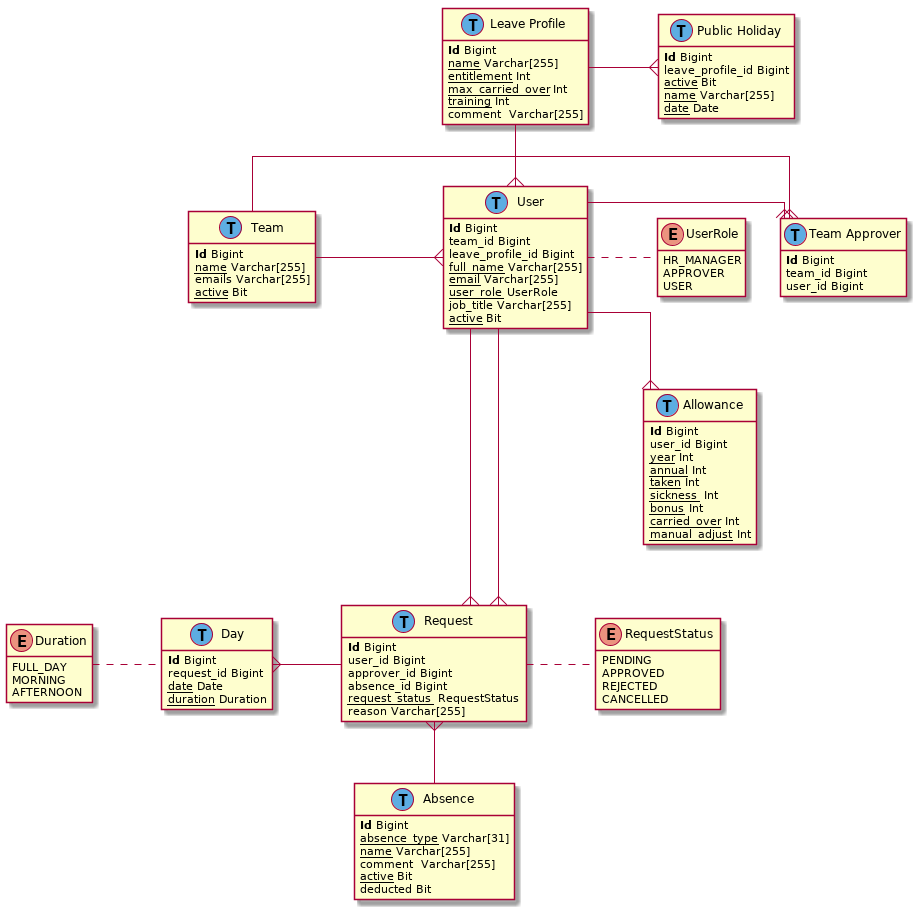 T Leave Profile
Id Bigint
name Varchar[255]
entitlement Int
max_carried_over Int
training Int
comment  Varchar[255]
T Public Holiday
Id Bigint
leave_profile_id Bigint
active Bit
name Varchar[255]
date Date
T Team
Id Bigint
name Varchar[255]
emails Varchar[255]
active Bit
T User
Id Bigint
team_id Bigint
leave_profile_id Bigint
full_name Varchar[255]
email Varchar[255]
user_role UserRole
job_title Varchar[255]
active Bit
E UserRole
HR_MANAGER
APPROVER
USER
T Team Approver
Id Bigint
team_id Bigint
user_id Bigint
T Allowance
Id Bigint
user_id Bigint
year Int
annual Int
taken Int
sickness  Int
bonus Int
carried_over Int
manual_adjust Int
E Duration
FULL_DAY
MORNING
AFTERNOON
T Day
Id Bigint
request_id Bigint
date Date
duration Duration
T Request
Id Bigint
user_id Bigint
approver_id Bigint
absence_id Bigint
request_status RequestStatus
reason Varchar[255]
E RequestStatus
PENDING
APPROVED
REJECTED
CANCELLED
T Absence
Id Bigint
absence_type Varchar[31]
name Varchar[255]
comment  Varchar[255]
active Bit
deducted Bit